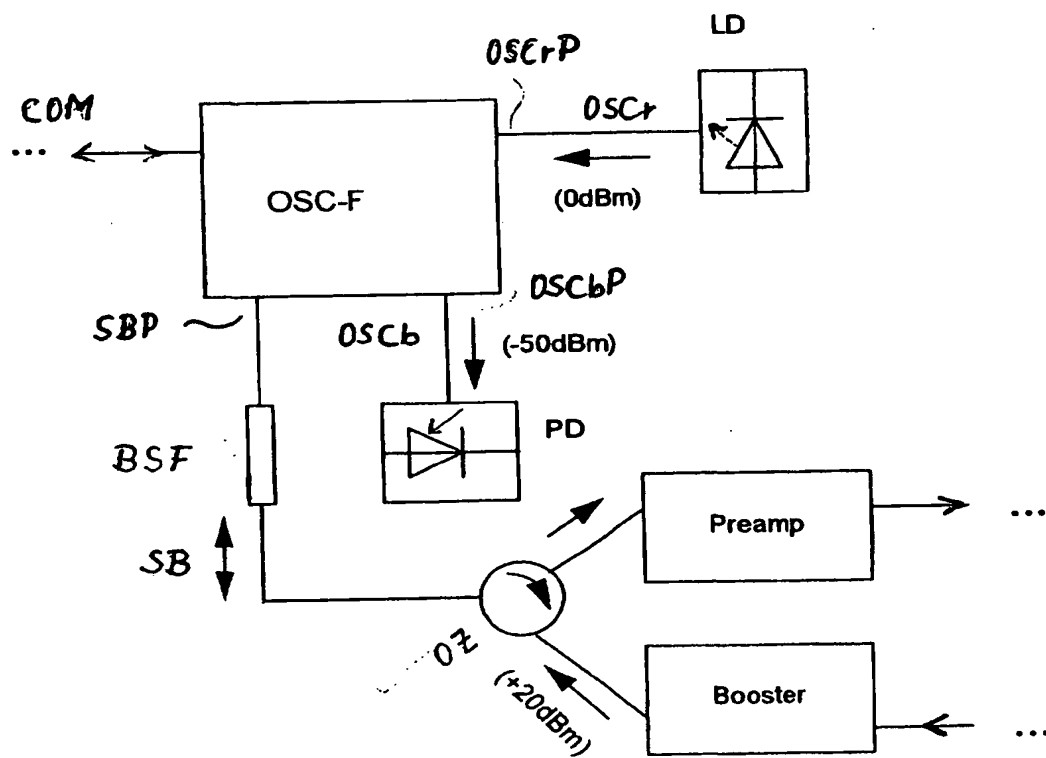 LD
OSCrP
COM
OSCr
...
(0dBm)
OSC-F
OSCbP
SBP
OSCb
(-50dBm)
PD
BSF
Preamp
...
SB
OZ
(+20dBm)
Booster
...